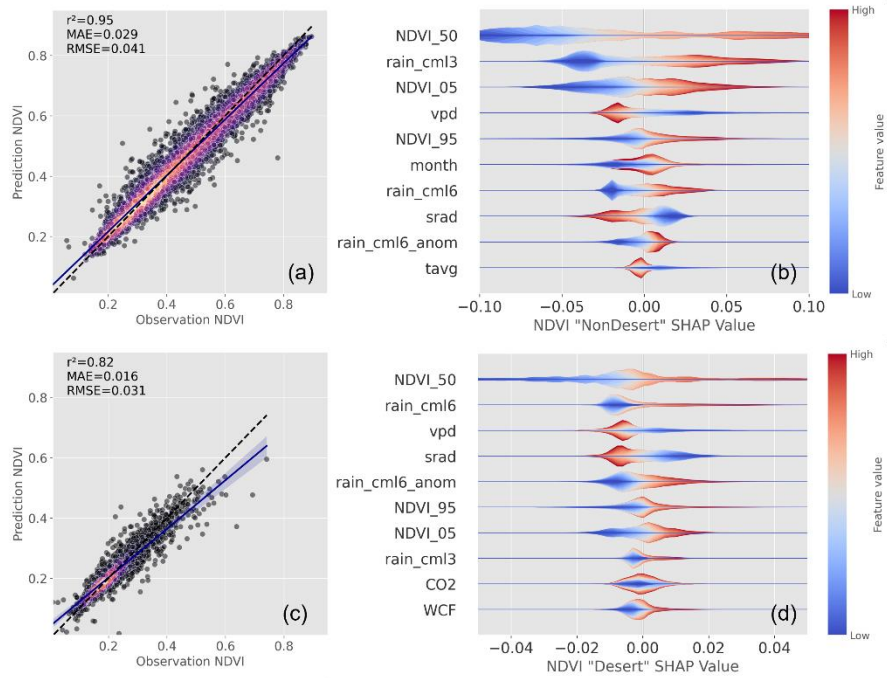 r²=0.95
MAE=0.029
RMSE=0.041
0.8
0.6
0.4
0.2
Prediction NDVI
0.2 0.4 0.6 0.8
Observation NDVI
(a)
NDVI_50
rain_cml3
NDVI_05
vpd
NDVI_95
month
rain_cml6
srad
rain_cml6_anom
tavg
−0.10 −0.05 0.00 0.05 0.10
NDVI "NonDesert" SHAP Value
(b)
High
Feature value
Low
r²=0.82
MAE=0.016
RMSE=0.031
0.8
0.6
0.4
0.2
Prediction NDVI
0.2 0.4 0.6 0.8
Observation NDVI
(c)
NDVI_50
rain_cml6
vpd
srad
rain_cml6_anom
NDVI_95
NDVI_05
rain_cml3
CO2
WCF
−0.04 −0.02 0.00 0.02 0.04
NDVI "Desert" SHAP Value
(d)
High
Feature value
Low